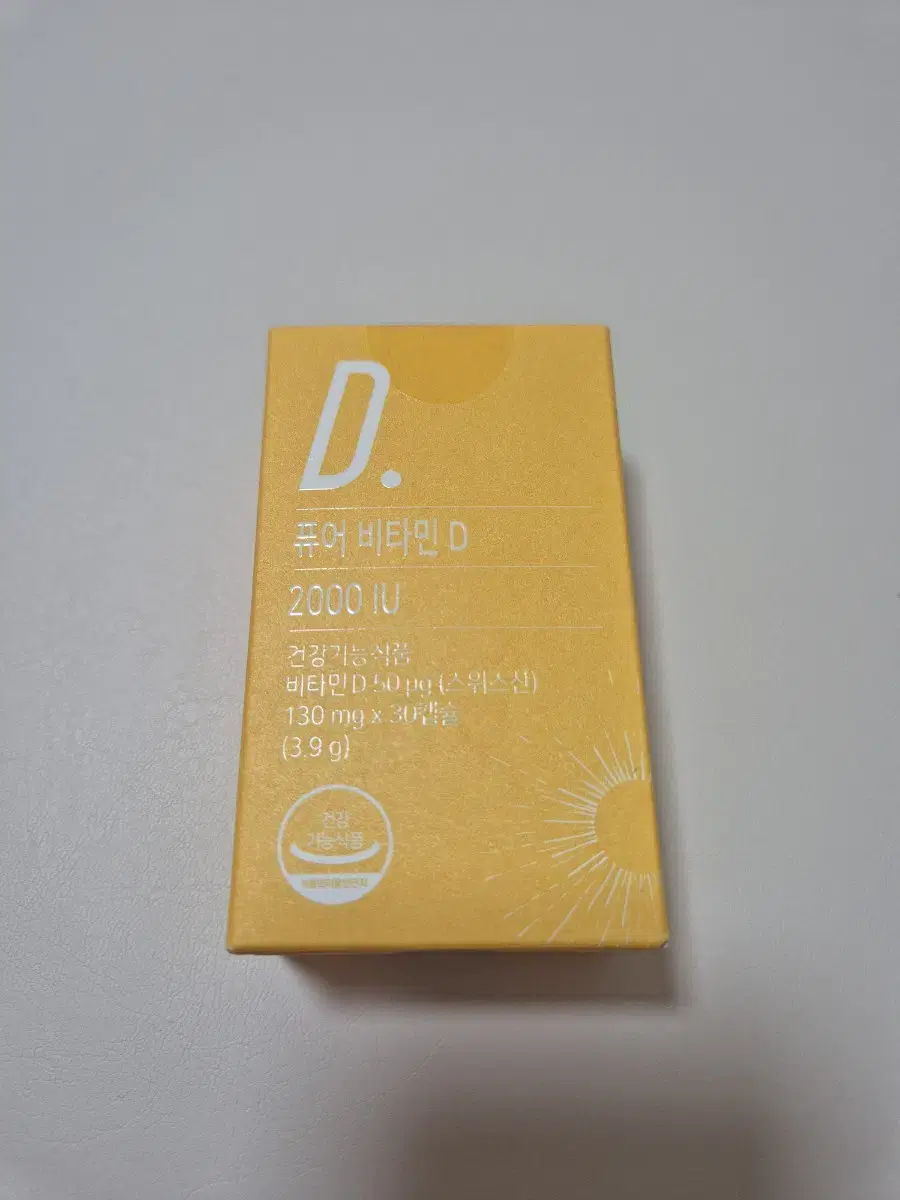 D.
퓨어 비타민 D
2000 IU
건강기능식품
비타민 D 50 μg (스위스산)
130 mg x 30캡슐
(3.9 g)
건강
기능식품